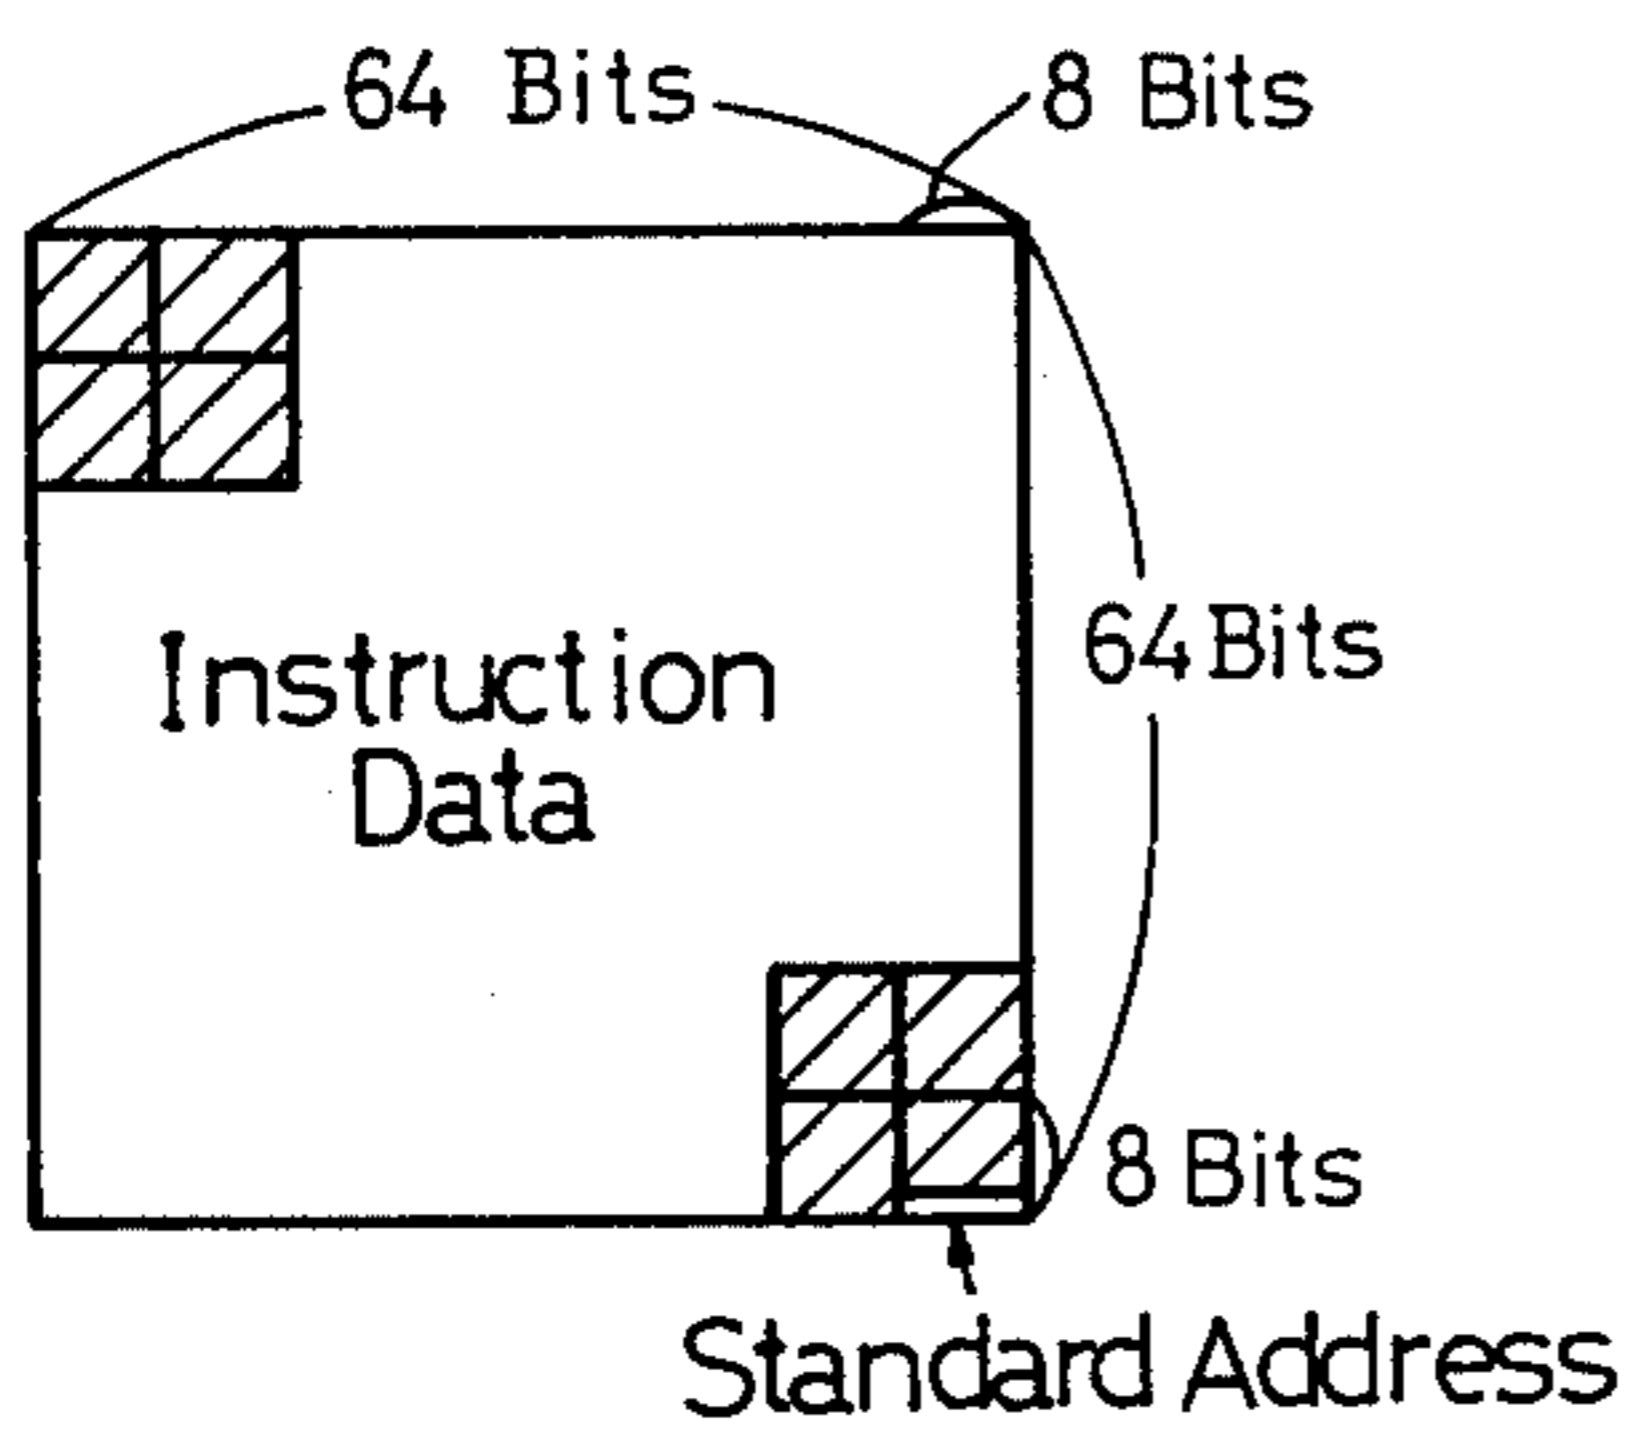 64 Bits
8 Bits
64 Bits
Instruction
Data
8 Bits
Standard Address